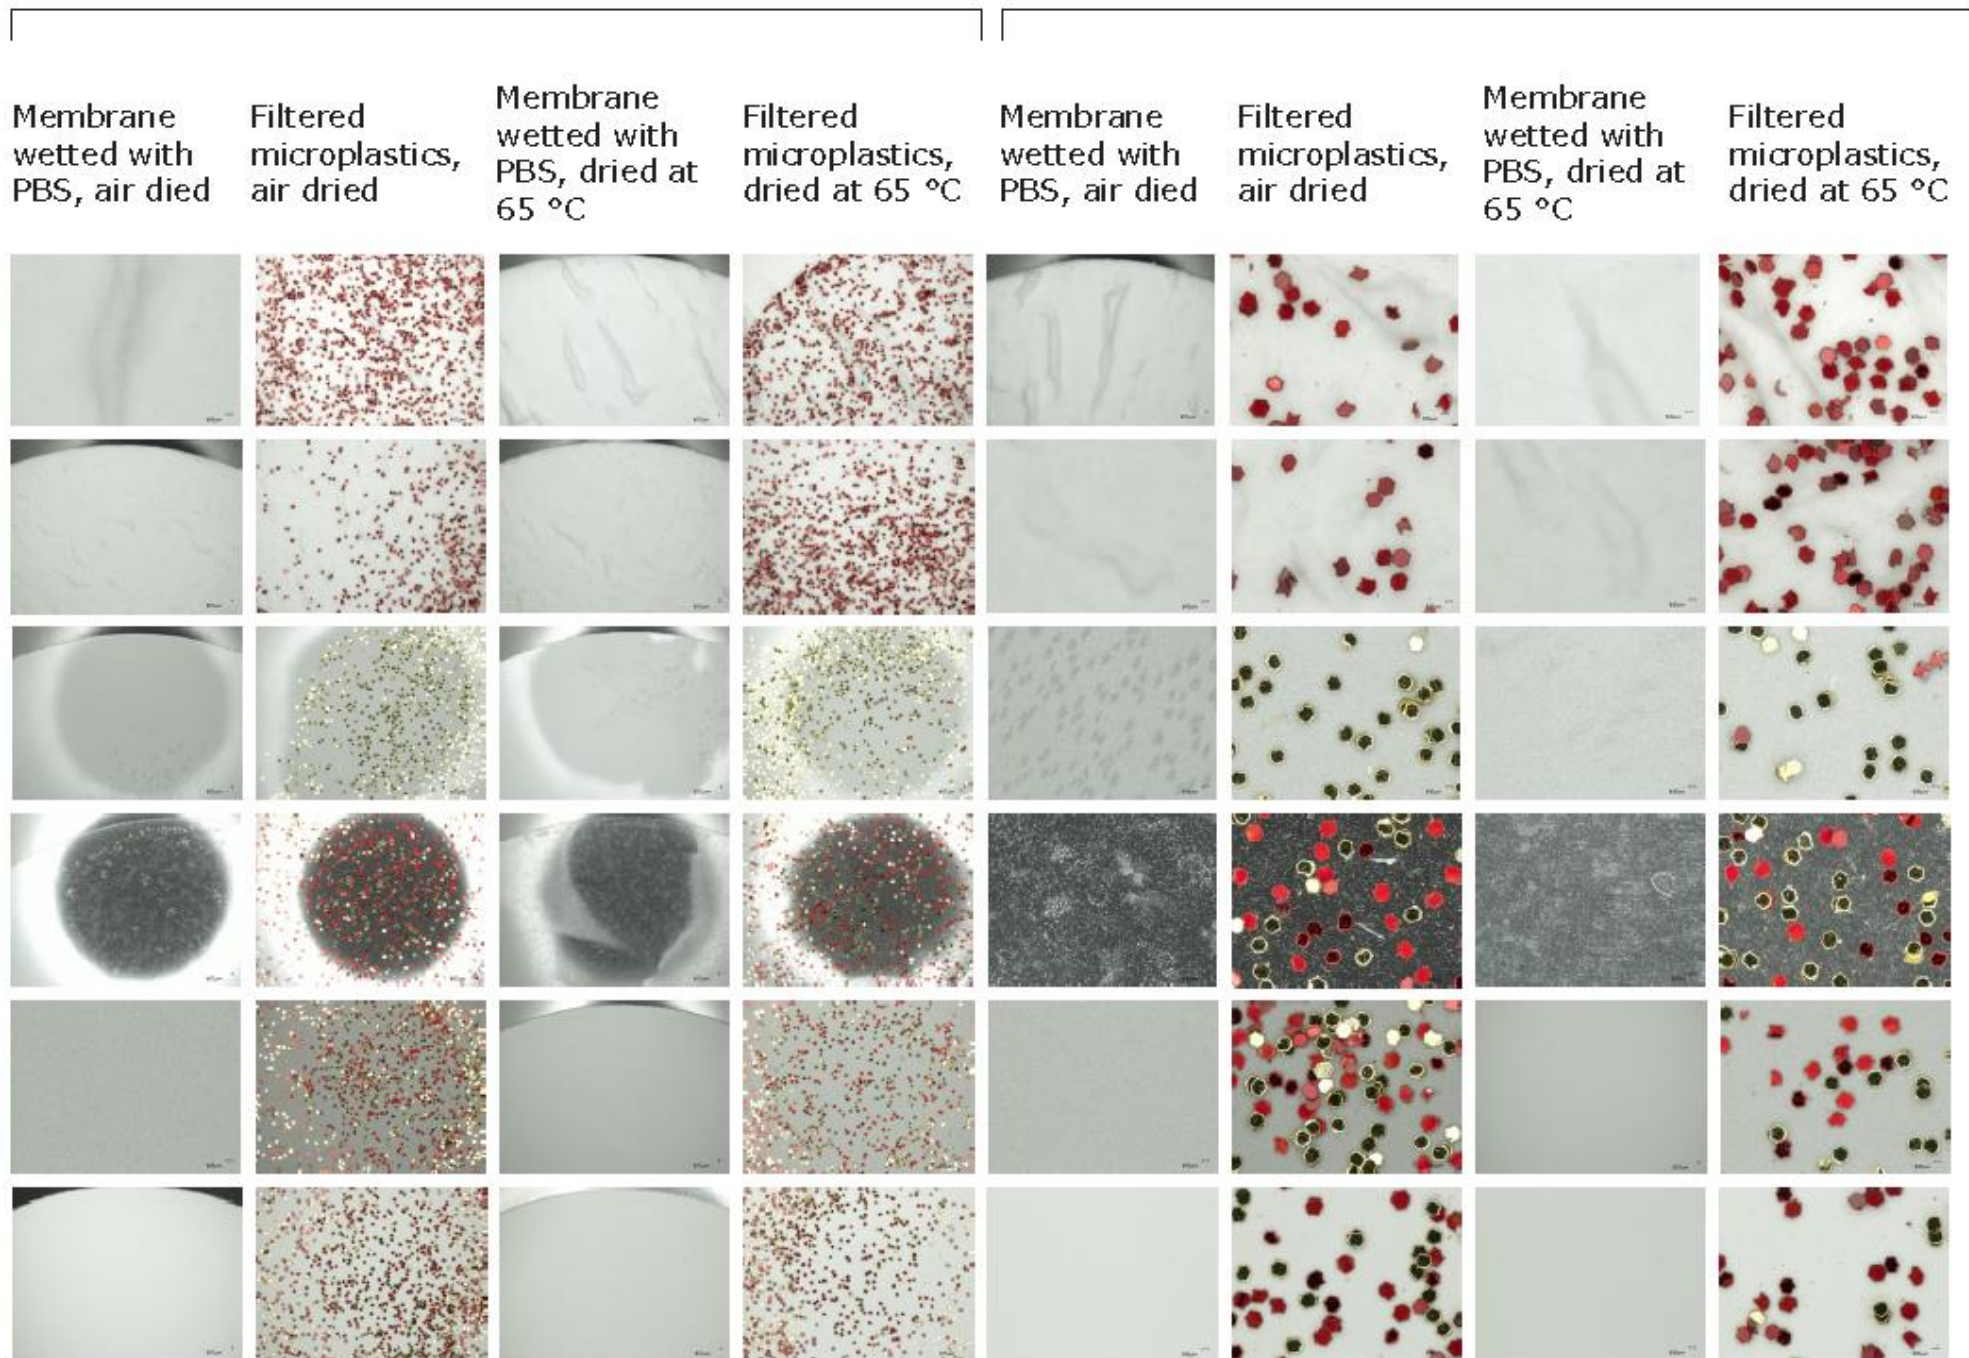 Membrane
wetted with
PBS, air died
Filtered
microplastics,
air dried
Membrane
wetted with
PBS, dried at
65 °C
Filtered
microplastics,
dried at 65 °C
Membrane
wetted with
PBS, air died
Filtered
microplastics,
air dried
Membrane
wetted with
PBS, dried at
65 °C
Filtered
microplastics,
dried at 65 °C